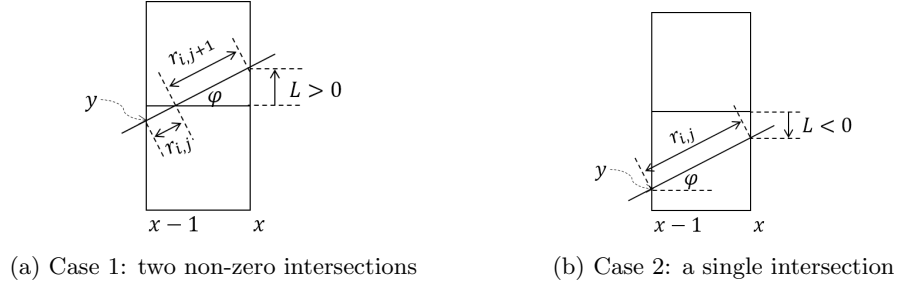 r_{i,j+1}
L > 0
y
φ
r_{i,j}
x − 1
x
(a) Case 1: two non-zero intersections
r_{i,j}
L < 0
y
φ
x − 1
x
(b) Case 2: a single intersection